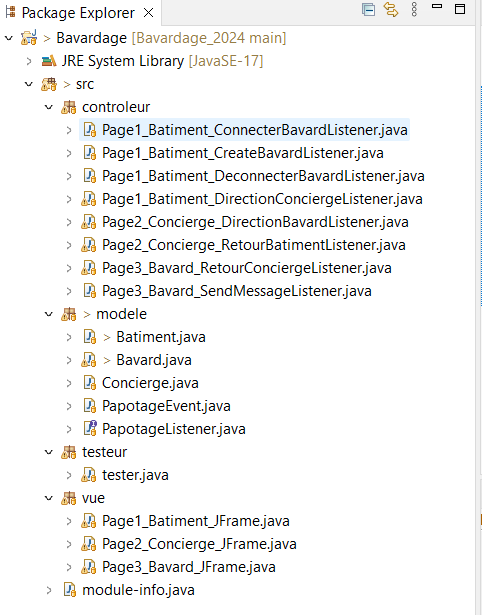 Package Explorer
> Bavardage [Bavardage_2024 main]
JRE System Library [JavaSE-17]
> src
controleur
Page1_Batiment_ConnecterBavardListener.java
Page1_Batiment_CreateBavardListener.java
Page1_Batiment_DeconnecterBavardListener.java
Page1_Batiment_DirectionConciergeListener.java
Page2_Concierge_DirectionBavardListener.java
Page2_Concierge_RetourBatimentListener.java
Page3_Bavard_RetourConciergeListener.java
Page3_Bavard_SendMessageListener.java
> modele
> Batiment.java
> Bavard.java
Concierge.java
PapotageEvent.java
PapotageListener.java
testeur
tester.java
vue
Page1_Batiment_JFrame.java
Page2_Concierge_JFrame.java
Page3_Bavard_JFrame.java
module-info.java